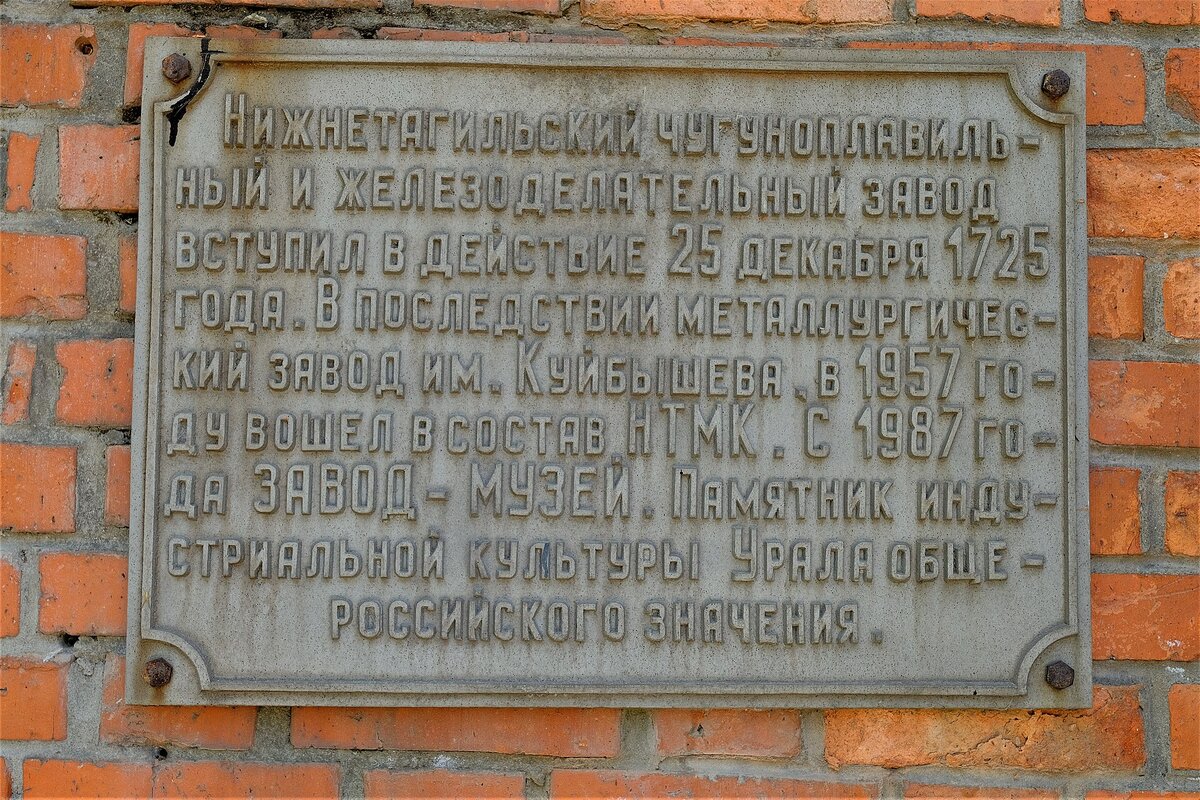 Нижнетагильский чугуноплавиль-
ный и железоделательный завод
вступил в действие 25 декабря 1725
года. В последствии металлургичес-
кий завод им. Куйбышева, в 1957 го-
ду вошел в состав НТМК. С 1987 го-
да ЗАВОД - МУЗЕЙ. Памятник инду-
стриальной культуры Урала обще-
российского значения.